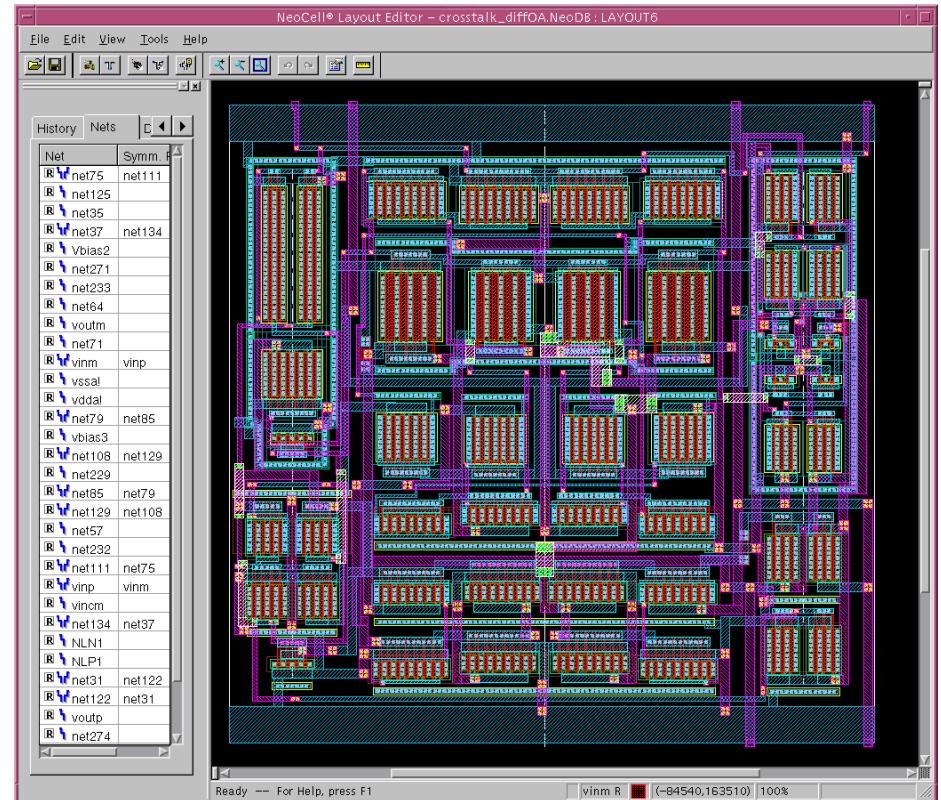 NeoCell® Layout Editor – crosstalk_diffOA.NeoDB : LAYOUT6
File Edit View Tools Help
History Nets D
Net Symm. F
R net75 net111
R net125
R net35
R net37 net134
R Vbias2
R net271
R net233
R net64
R voutm
R net71
R vinm vinp
R vssa!
R vdda!
R net79 net85
R vbias3
R net108 net129
R net229
R net85 net79
R net129 net108
R net57
R net232
R net111 net75
R vinp vinm
R vincm
R net134 net37
R NLN1
R NLP1
R net31 net122
R net122 net31
R voutp
R net274
Ready –– For Help, press F1 vinm R (–84540,163510) 100%